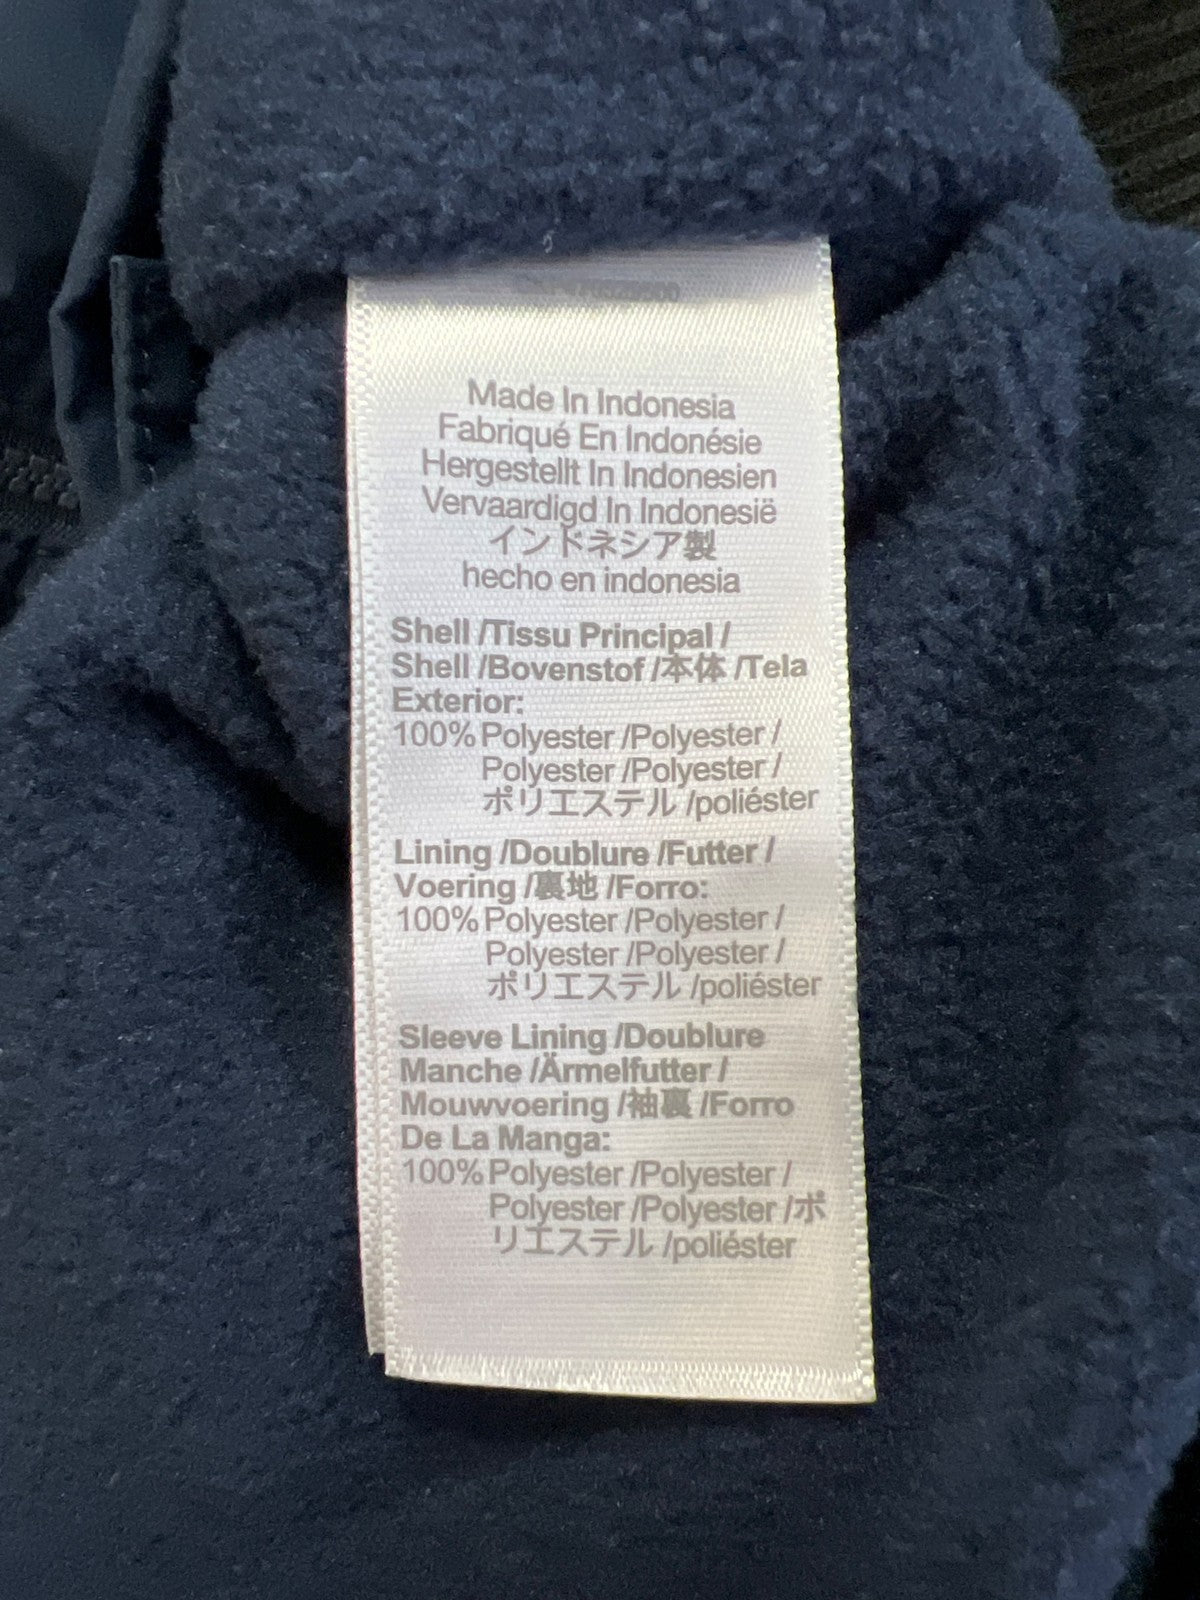 Made In Indonesia
Fabriqué En Indonésie
Hergestellt In Indonesien
Vervaardigd In Indonesië
インドネシア製
hecho en indonesia
Shell /Tissu Principal /
Shell /Bovenstof /本体 /Tela
Exterior:
100% Polyester /Polyester /
Polyester /Polyester /
ポリエステル /poliéster
Lining /Doublure /Futter /
Voering /裏地 /Forro:
100% Polyester /Polyester /
Polyester /Polyester /
ポリエステル /poliéster
Sleeve Lining /Doublure
Manche /Ärmelfutter /
Mouwvoering /袖裏 /Forro
De La Manga:
100% Polyester /Polyester /
Polyester /Polyester /ポ
リエステル /poliéster